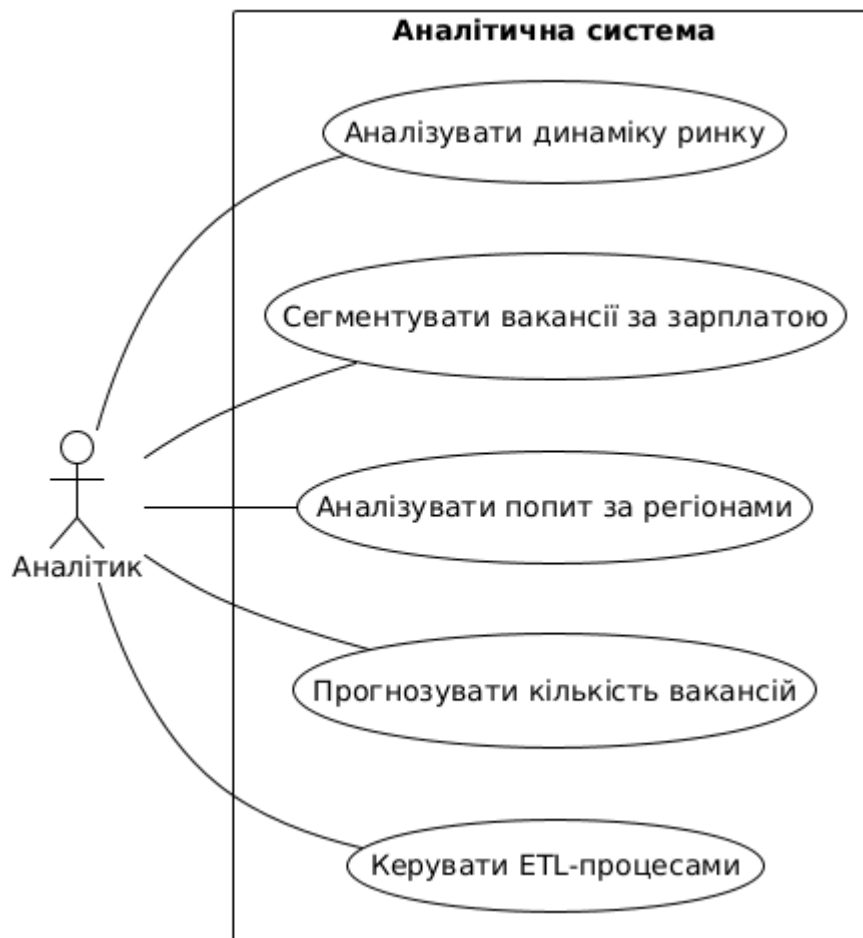 Аналітична система
Аналізувати динаміку ринку
Сегментувати вакансії за зарплатою
Аналізувати попит за регіонами
Аналітик
Прогнозувати кількість вакансій
Керувати ETL-процесами